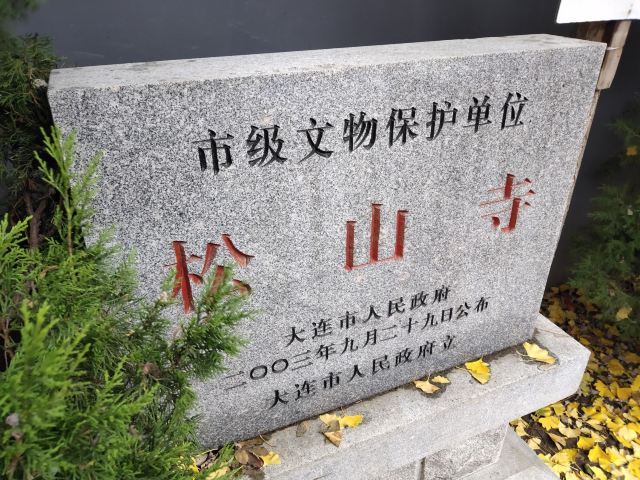 市级文物保护单位
松山寺
大连市人民政府
二〇〇三年九月二十九日公布
大连市人民政府立